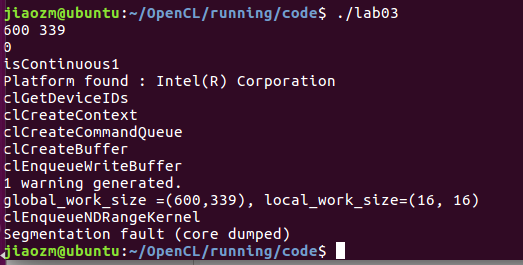 jiaozm@ubuntu:~/OpenCL/running/code$ ./lab03
600 339
0
isContinuous1
Platform found : Intel(R) Corporation
clGetDeviceIDs
clCreateContext
clCreateCommandQueue
clCreateBuffer
clEnqueueWriteBuffer
1 warning generated.
global_work_size =(600,339), local_work_size=(16, 16)
clEnqueueNDRangeKernel
Segmentation fault (core dumped)
jiaozm@ubuntu:~/OpenCL/running/code$